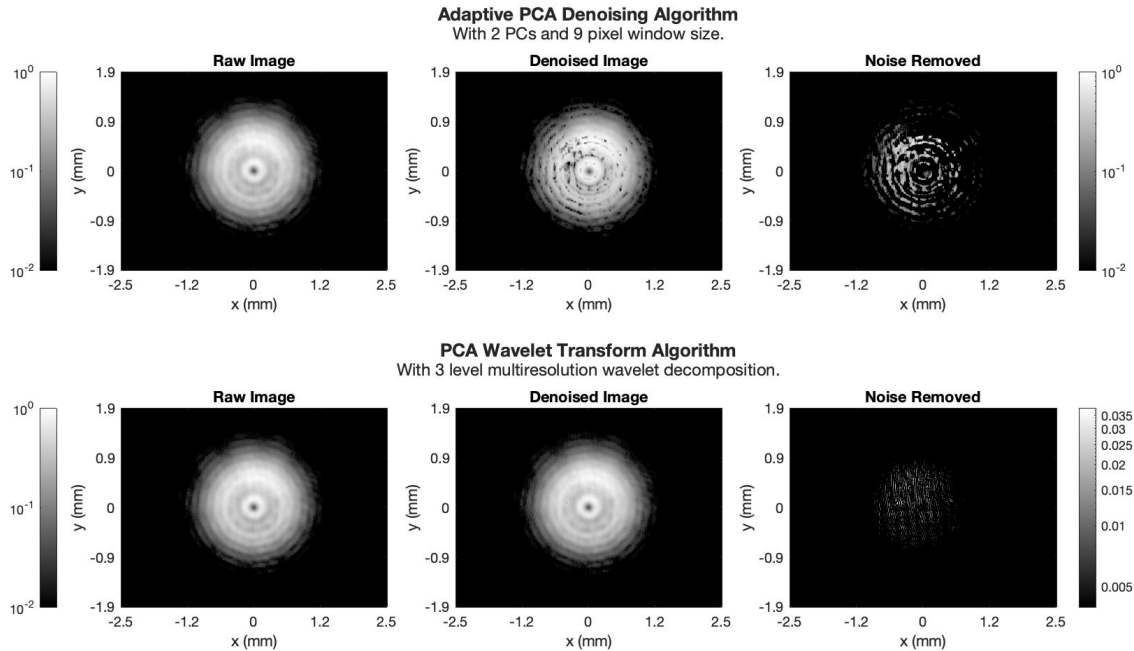 Adaptive PCA Denoising Algorithm
With 2 PCs and 9 pixel window size.
Raw Image
Denoised Image
Noise Removed
10⁰
10⁻¹
10⁻²
y (mm)
1.9
0.9
0
-0.9
-1.9
-2.5 -1.2 0 1.2 2.5
x (mm)
y (mm)
1.9
0.9
0
-0.9
-1.9
-2.5 -1.2 0 1.2 2.5
x (mm)
y (mm)
1.9
0.9
0
-0.9
-1.9
-2.5 -1.2 0 1.2 2.5
x (mm)
10⁰
10⁻¹
10⁻²
PCA Wavelet Transform Algorithm
With 3 level multiresolution wavelet decomposition.
Raw Image
Denoised Image
Noise Removed
10⁰
10⁻¹
10⁻²
y (mm)
1.9
0.9
0
-0.9
-1.9
-2.5 -1.2 0 1.2 2.5
x (mm)
y (mm)
1.9
0.9
0
-0.9
-1.9
-2.5 -1.2 0 1.2 2.5
x (mm)
y (mm)
1.9
0.9
0
-0.9
-1.9
-2.5 -1.2 0 1.2 2.5
x (mm)
0.035
0.03
0.025
0.02
0.015
0.01
0.005